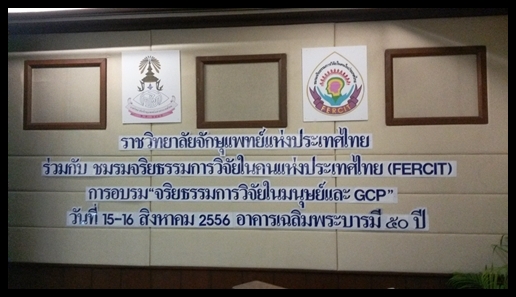 FERCIT
ราชวิทยาลัยจักษุแพทย์แห่งประเทศไทย
ร่วมกับ ชมรมจริยธรรมการวิจัยในคนแห่งประเทศไทย (FERCIT)
การอบรม"จริยธรรมการวิจัยในมนุษย์และ GCP"
วันที่ 15-16 สิงหาคม 2556 อาคารเฉลิมพระบารมี ๕๐ ปี